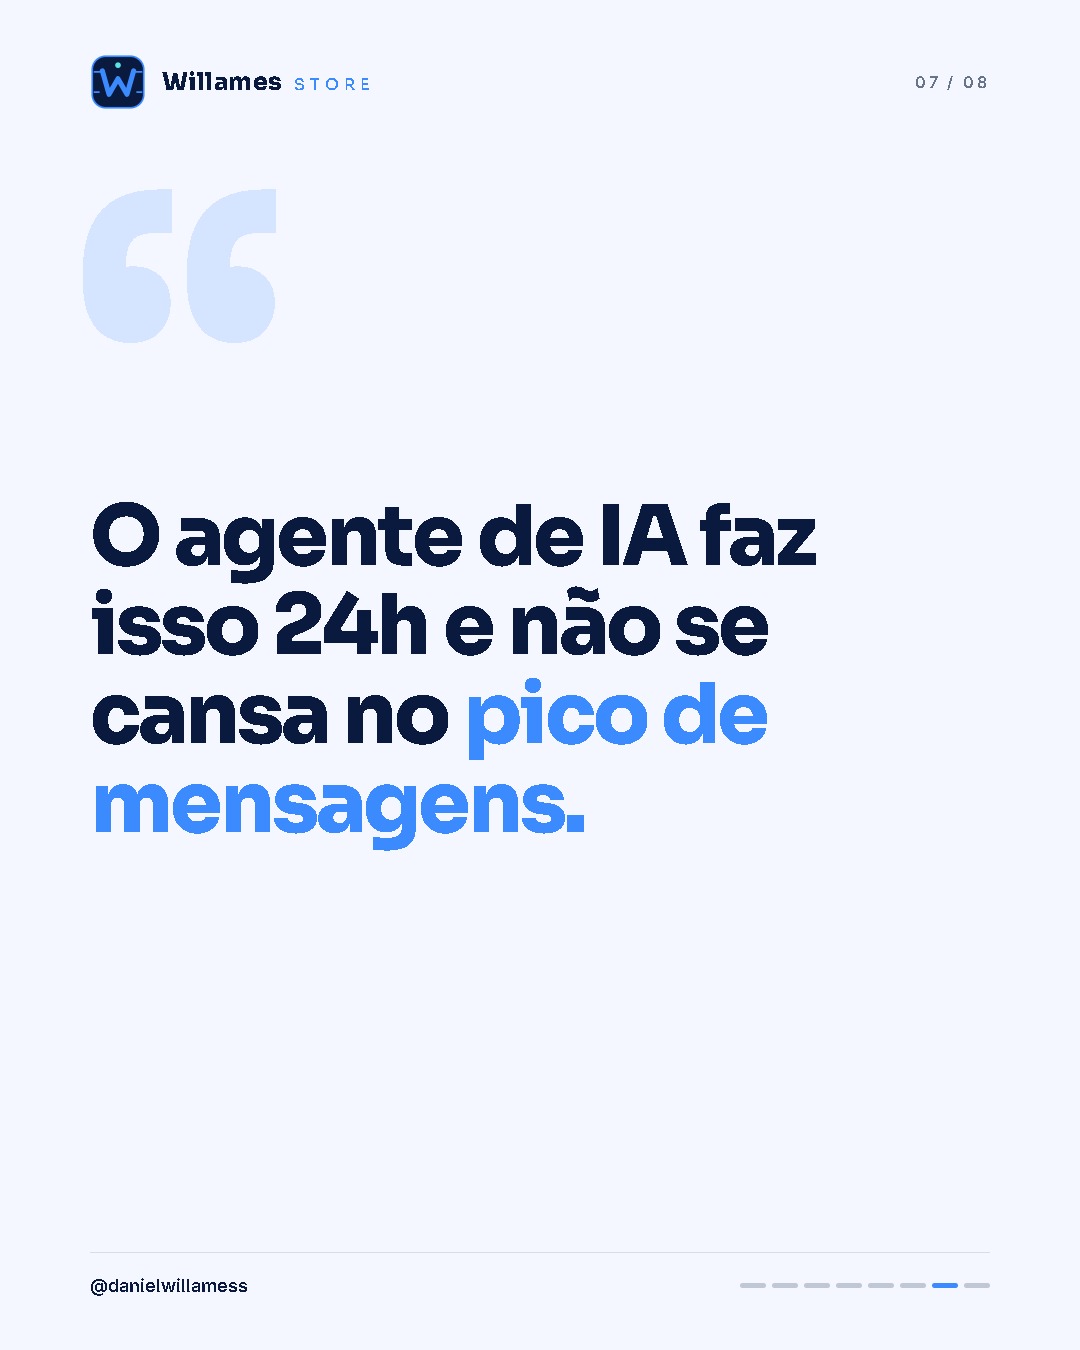 Willames STORE
07 / 08
“
O agente de IA faz
isso 24h e não se
cansa no pico de
mensagens.
@danielwillamess